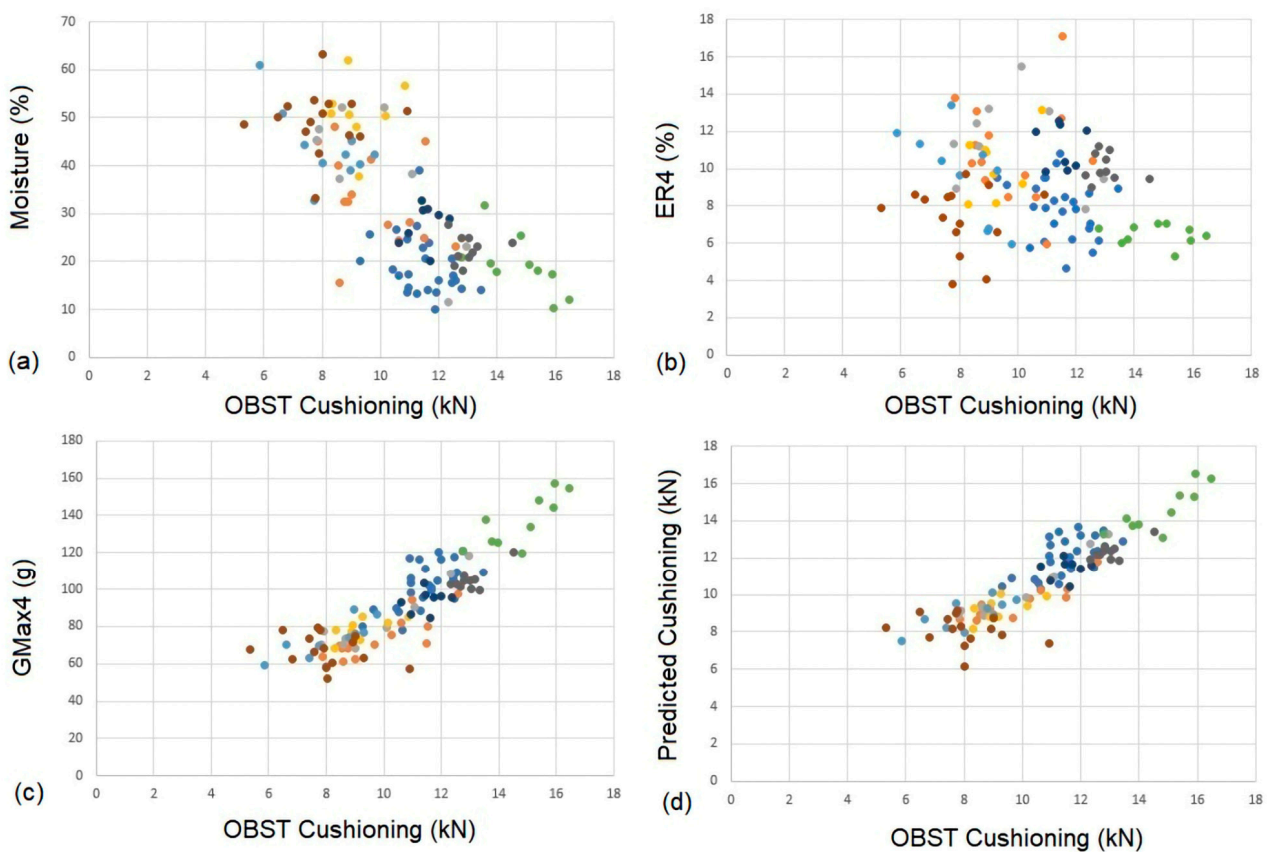 70
60
50
40
30
20
10
0
Moisture (%)
0 2 4 6 8 10 12 14 16 18
(a)
OBST Cushioning (kN)
18
16
14
12
10
8
6
4
2
0
ER4 (%)
0 2 4 6 8 10 12 14 16 18
(b)
OBST Cushioning (kN)
180
160
140
120
100
80
60
40
20
0
GMax4 (g)
0 2 4 6 8 10 12 14 16 18
(c)
OBST Cushioning (kN)
18
16
14
12
10
8
6
4
2
0
Predicted Cushioning (kN)
0 2 4 6 8 10 12 14 16 18
(d)
OBST Cushioning (kN)